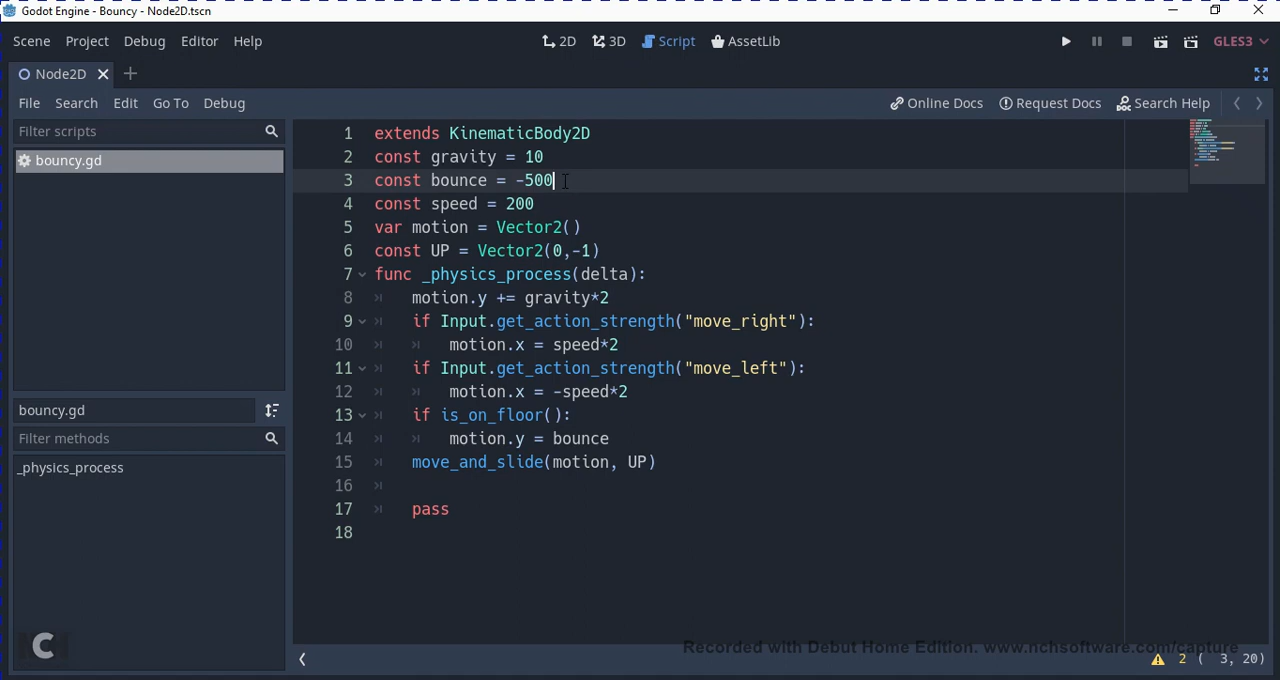 Godot Engine - Bouncy - Node2D.tscn
Scene Project Debug Editor Help 2D 3D Script AssetLib GLES3
Node2D
File Search Edit Go To Debug Online Docs Request Docs Search Help
Filter scripts
bouncy.gd
bouncy.gd
Filter methods
_physics_process
1 extends KinematicBody2D
2 const gravity = 10
3 const bounce = -500
4 const speed = 200
5 var motion = Vector2()
6 const UP = Vector2(0,-1)
7 func _physics_process(delta):
8 motion.y += gravity*2
9 if Input.get_action_strength("move_right"):
10 motion.x = speed*2
11 if Input.get_action_strength("move_left"):
12 motion.x = -speed*2
13 if is_on_floor():
14 motion.y = bounce
15 move_and_slide(motion, UP)
16
17 pass
18
Recorded with Debut Home Edition. www.nchsoftware.com/capture
2 ( 3, 20)
NCH